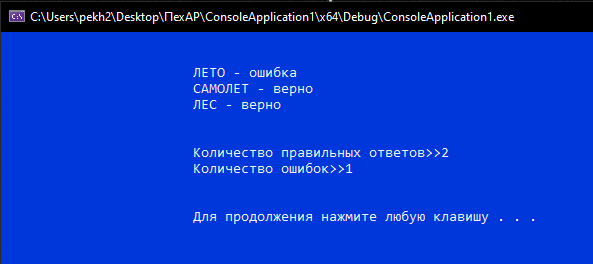 C:\Users\pekh2\Desktop\ПехАР\ConsoleApplication1\x64\Debug\ConsoleApplication1.exe
ЛЕТО - ошибка
САМОЛЕТ - верно
ЛЕС - верно
Количество правильных ответов>>2
Количество ошибок>>1
Для продолжения нажмите любую клавишу . . .